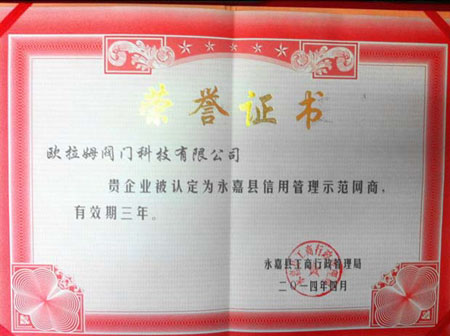 荣誉证书
欧拉姆阀门科技有限公司
贵企业被认定为永嘉县信用管理示范网商，
有效期三年。
永嘉县工商行政管理局
二〇一四年四月